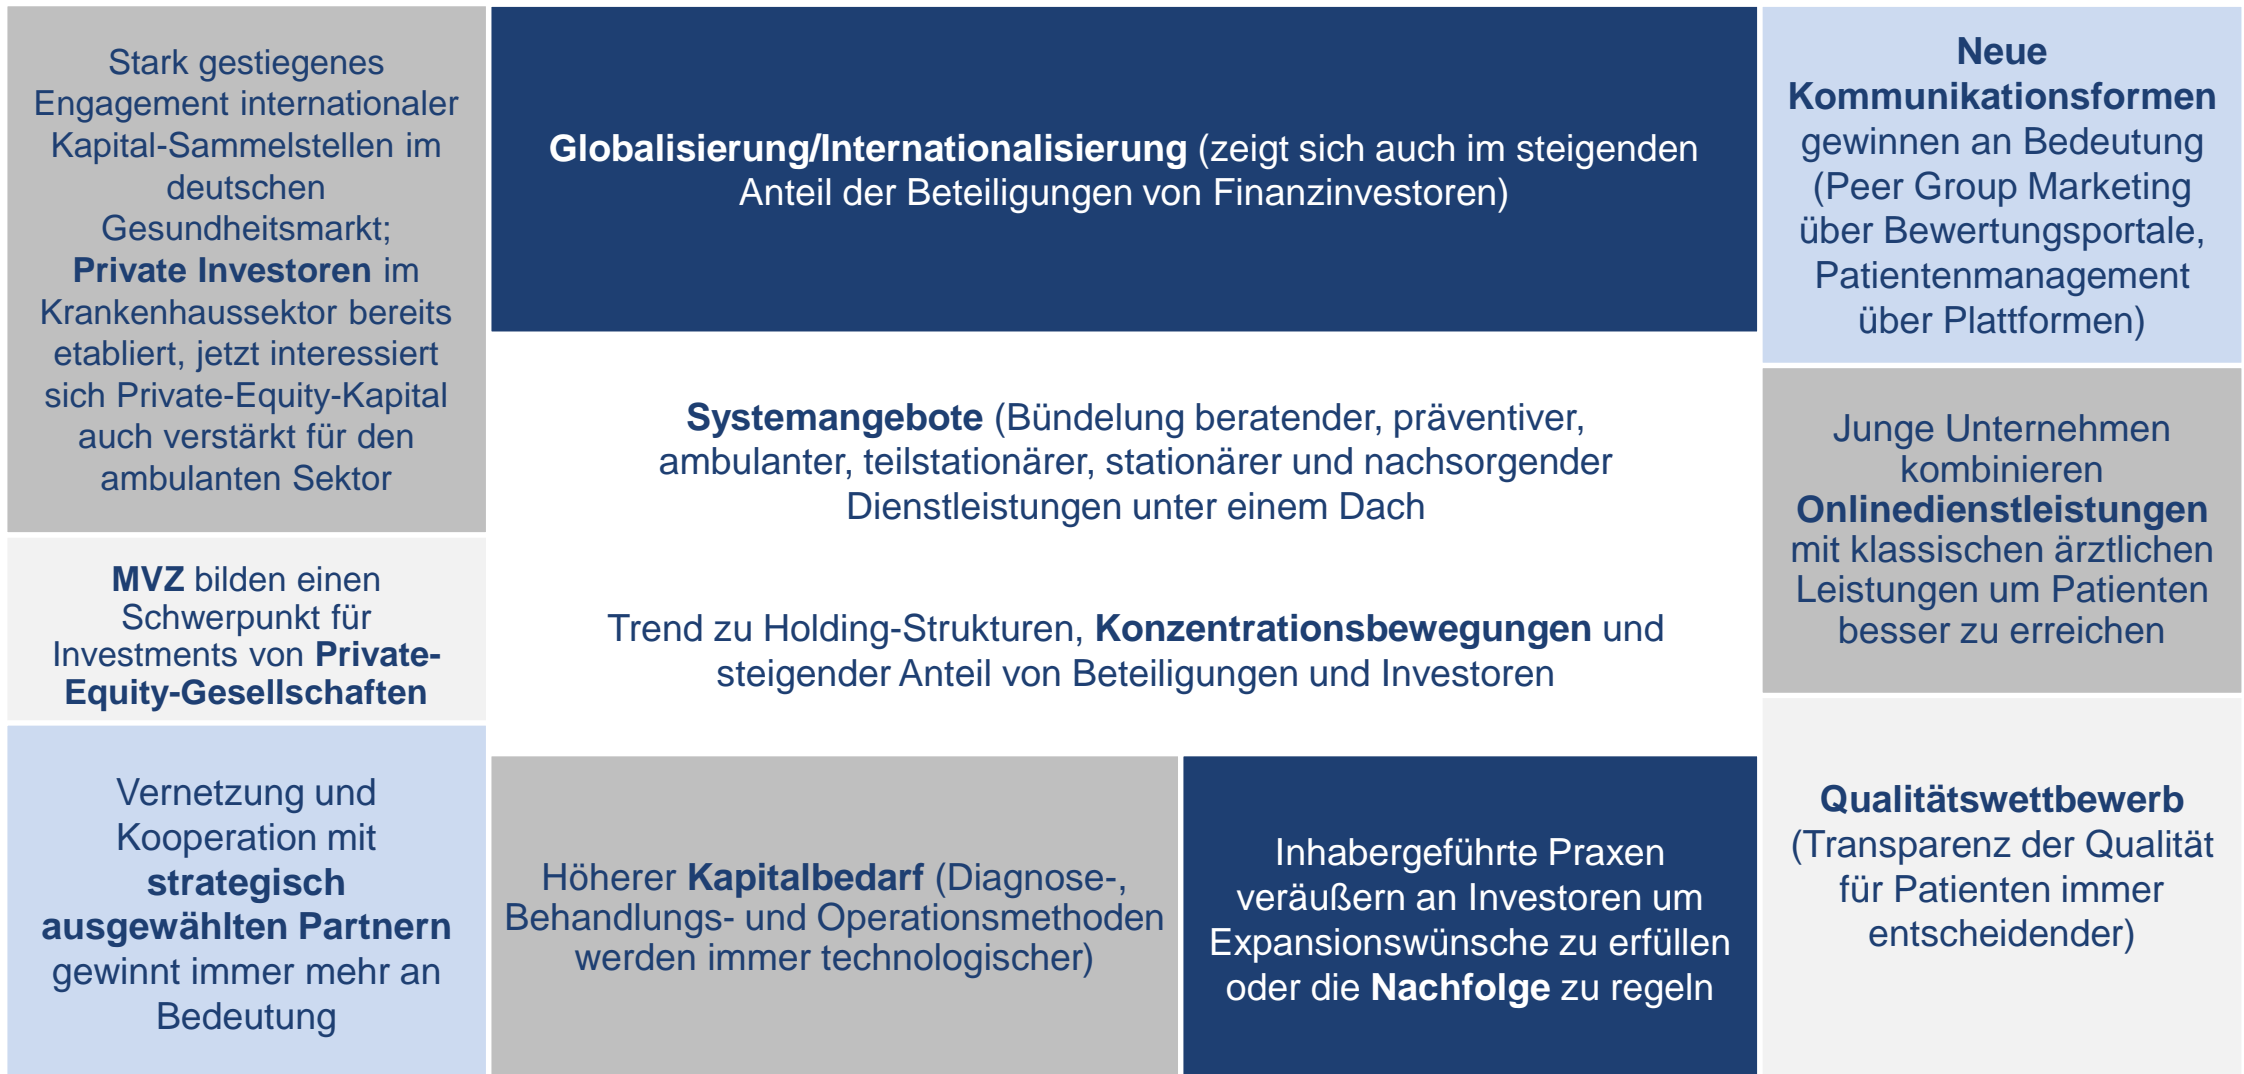 Stark gestiegenes
Engagement internationaler
Kapital-Sammelstellen im
deutschen
Gesundheitsmarkt;
Private Investoren im
Krankenhaussektor bereits
etabliert, jetzt interessiert
sich Private-Equity-Kapital
auch verstärkt für den
ambulanten Sektor
MVZ bilden einen
Schwerpunkt für
Investments von Private-
Equity-Gesellschaften
Vernetzung und
Kooperation mit
strategisch
ausgewählten Partnern
gewinnt immer mehr an
Bedeutung
Globalisierung/Internationalisierung (zeigt sich auch im steigenden
Anteil der Beteiligungen von Finanzinvestoren)
Systemangebote (Bündelung beratender, präventiver,
ambulanter, teilstationärer, stationärer und nachsorgender
Dienstleistungen unter einem Dach
Trend zu Holding-Strukturen, Konzentrationsbewegungen und
steigender Anteil von Beteiligungen und Investoren
Höherer Kapitalbedarf (Diagnose-,
Behandlungs- und Operationsmethoden
werden immer technologischer)
Inhabergeführte Praxen
veräußern an Investoren um
Expansionswünsche zu erfüllen
oder die Nachfolge zu regeln
Neue
Kommunikationsformen
gewinnen an Bedeutung
(Peer Group Marketing
über Bewertungsportale,
Patientenmanagement
über Plattformen)
Junge Unternehmen
kombinieren
Onlinedienstleistungen
mit klassischen ärztlichen
Leistungen um Patienten
besser zu erreichen
Qualitätswettbewerb
(Transparenz der Qualität
für Patienten immer
entscheidender)